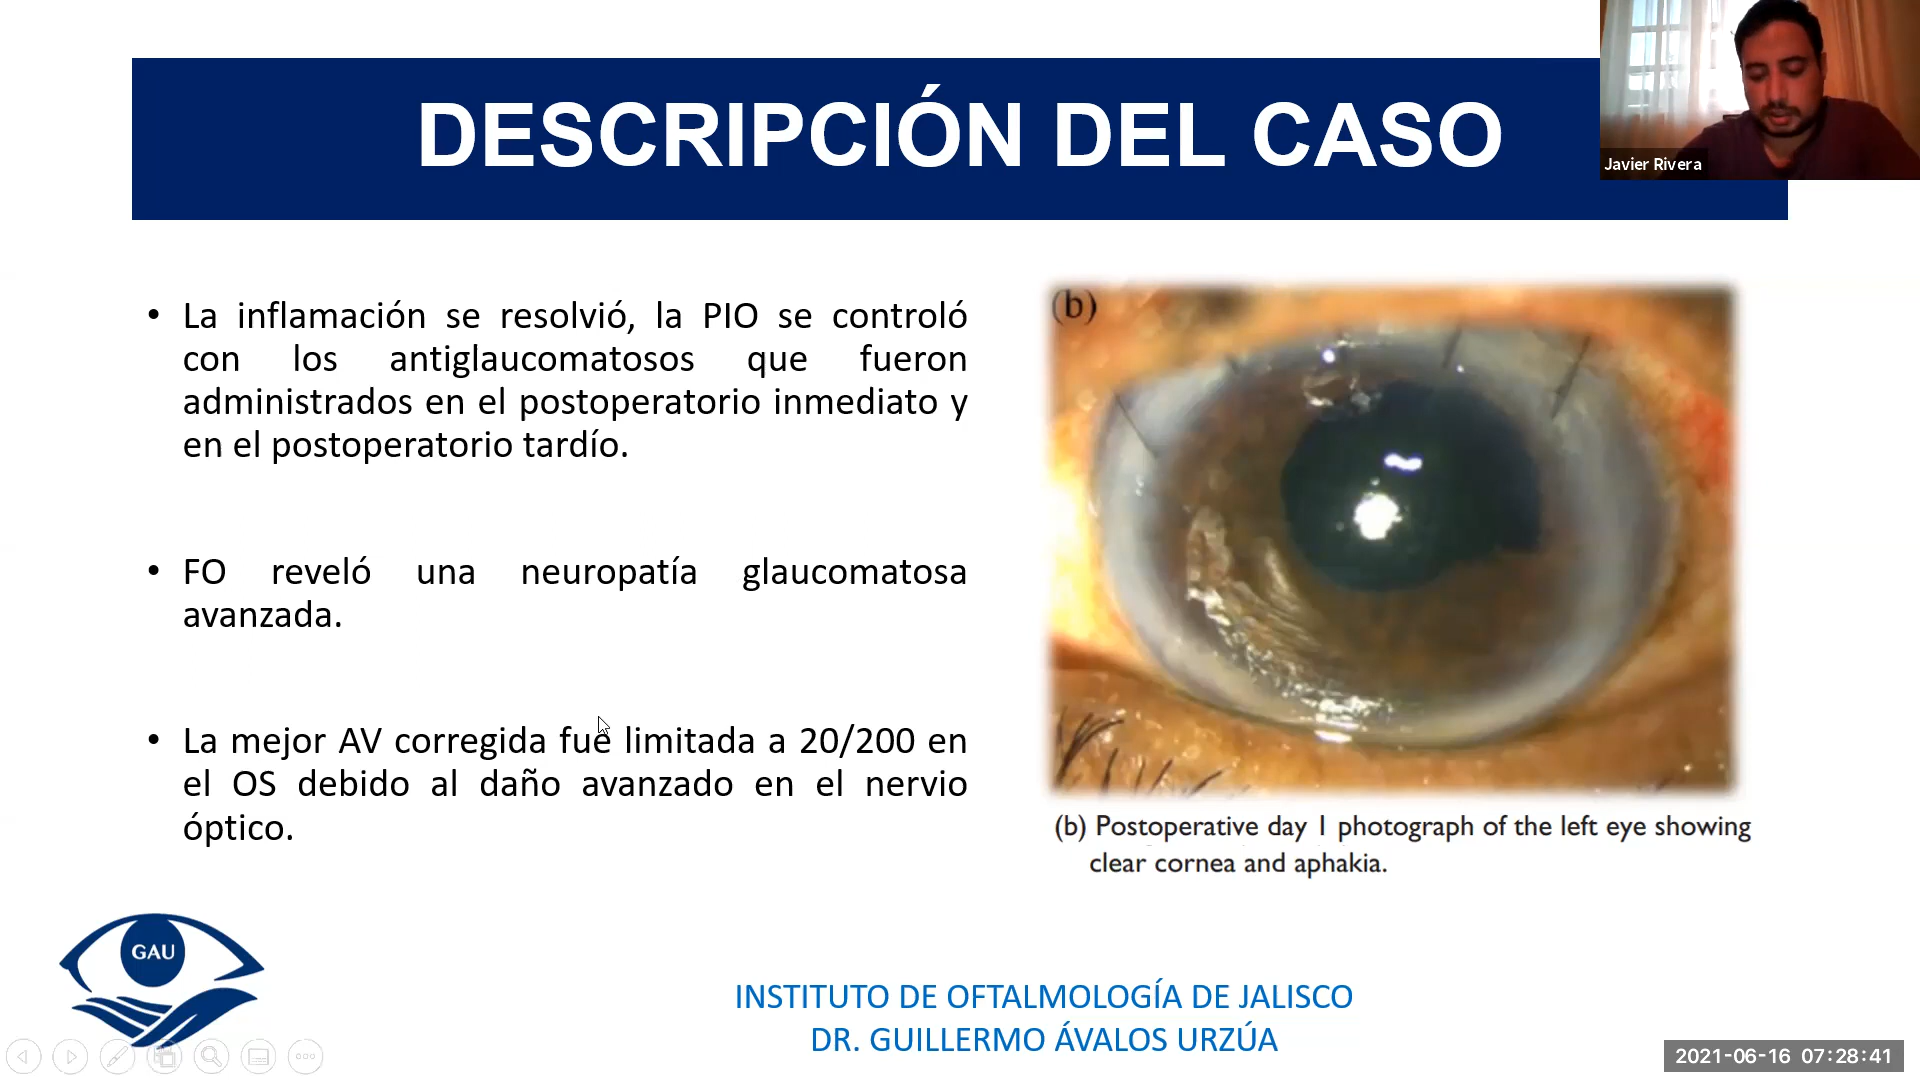 DESCRIPCIÓN DEL CASO
Javier Rivera
• La inflamación se resolvió, la PIO se controló
con los antiglaucomatosos que fueron
administrados en el postoperatorio inmediato y
en el postoperatorio tardío.
• FO reveló una neuropatía glaucomatosa
avanzada.
• La mejor AV corregida fue limitada a 20/200 en
el OS debido al daño avanzado en el nervio
óptico.
(b)
(b) Postoperative day 1 photograph of the left eye showing
clear cornea and aphakia.
GAU
INSTITUTO DE OFTALMOLOGÍA DE JALISCO
DR. GUILLERMO ÁVALOS URZÚA
2021-06-16 07:28:41